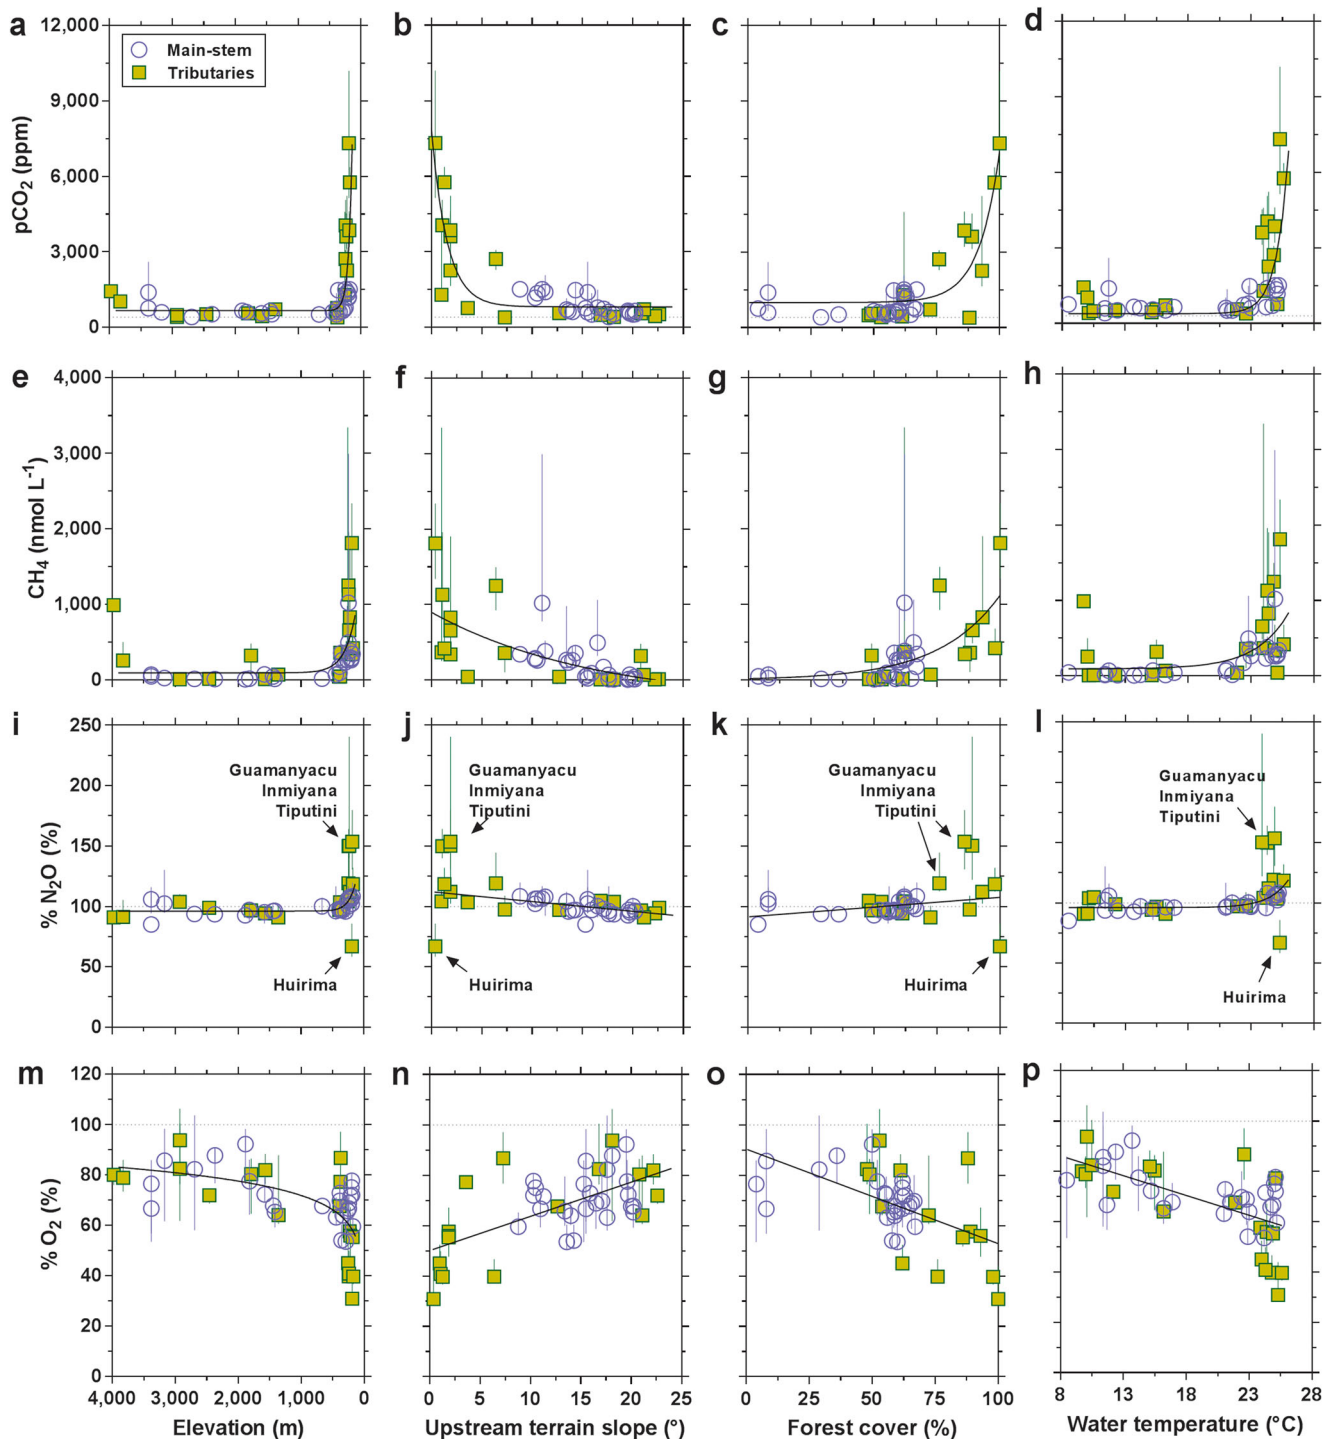 a
b
c
d
12,000
9,000
6,000
3,000
0
pCO2 (ppm)
Main-stem
Tributaries
e
f
g
h
4,000
3,000
2,000
1,000
0
CH4 (nmol L-1)
i
j
k
l
250
200
150
100
50
0
% N2O (%)
Guamanyacu
Inmiyana
Tiputini
Huirima
Guamanyacu
Inmiyana
Tiputini
Huirima
Guamanyacu
Inmiyana
Tiputini
Huirima
Guamanyacu
Inmiyana
Tiputini
Huirima
m
n
o
p
120
100
80
60
40
20
0
% O2 (%)
4,000 3,000 2,000 1,000 0
0 5 10 15 20 25
0 25 50 75 100
8 13 18 23 28
Elevation (m)
Upstream terrain slope (°)
Forest cover (%)
Water temperature (°C)